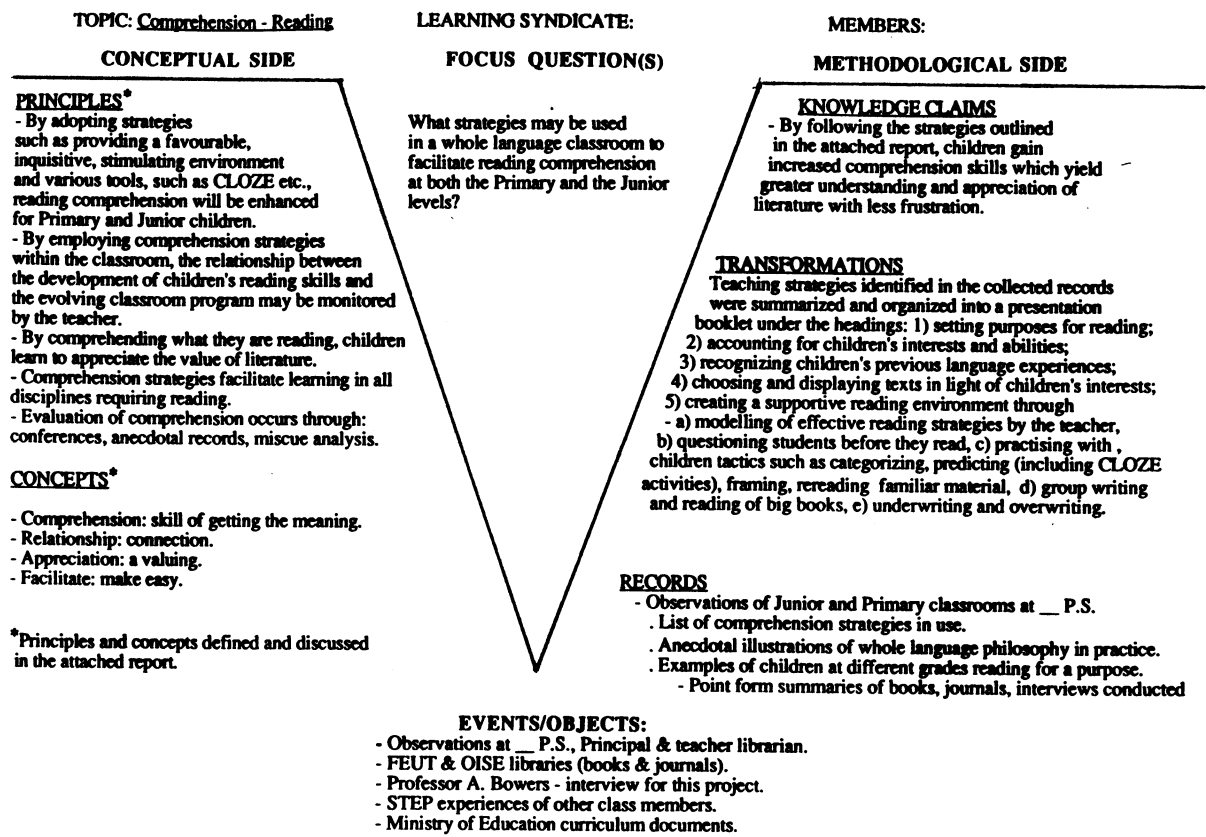 TOPIC: Comprehension - Reading
LEARNING SYNDICATE:
MEMBERS:
CONCEPTUAL SIDE
FOCUS QUESTION(S)
METHODOLOGICAL SIDE
PRINCIPLES*
- By adopting strategies
such as providing a favourable,
inquisitive, stimulating environment
and various tools, such as CLOZE etc.,
reading comprehension will be enhanced
for Primary and Junior children.
- By employing comprehension strategies
within the classroom, the relationship between
the development of children's reading skills and
the evolving classroom program may be monitored
by the teacher.
- By comprehending what they are reading, children
learn to appreciate the value of literature.
- Comprehension strategies facilitate learning in all
disciplines requiring reading.
- Evaluation of comprehension occurs through:
conferences, anecdotal records, miscue analysis.
CONCEPTS*
- Comprehension: skill of getting the meaning.
- Relationship: connection.
- Appreciation: a valuing.
- Facilitate: make easy.
*Principles and concepts defined and discussed
in the attached report.
What strategies may be used
in a whole language classroom to
facilitate reading comprehension
at both the Primary and the Junior
levels?
KNOWLEDGE CLAIMS
- By following the strategies outlined
in the attached report, children gain
increased comprehension skills which yield
greater understanding and appreciation of
literature with less frustration.
TRANSFORMATIONS
Teaching strategies identified in the collected records
were summarized and organized into a presentation
booklet under the headings: 1) setting purposes for reading;
2) accounting for children's interests and abilities;
3) recognizing children's previous language experiences;
4) choosing and displaying texts in light of children's interests;
5) creating a supportive reading environment through
- a) modelling of effective reading strategies by the teacher,
b) questioning students before they read, c) practising with ,
children tactics such as categorizing, predicting (including CLOZE
activities), framing, rereading familiar material, d) group writing
and reading of big books, e) underwriting and overwriting.
RECORDS
- Observations of Junior and Primary classrooms at __ P.S.
. List of comprehension strategies in use.
. Anecdotal illustrations of whole language philosophy in practice.
. Examples of children at different grades reading for a purpose.
- Point form summaries of books, journals, interviews conducted
EVENTS/OBJECTS:
- Observations at __ P.S., Principal & teacher librarian.
- FEUT & OISE libraries (books & journals).
- Professor A. Bowers - interview for this project.
- STEP experiences of other class members.
- Ministry of Education curriculum documents.